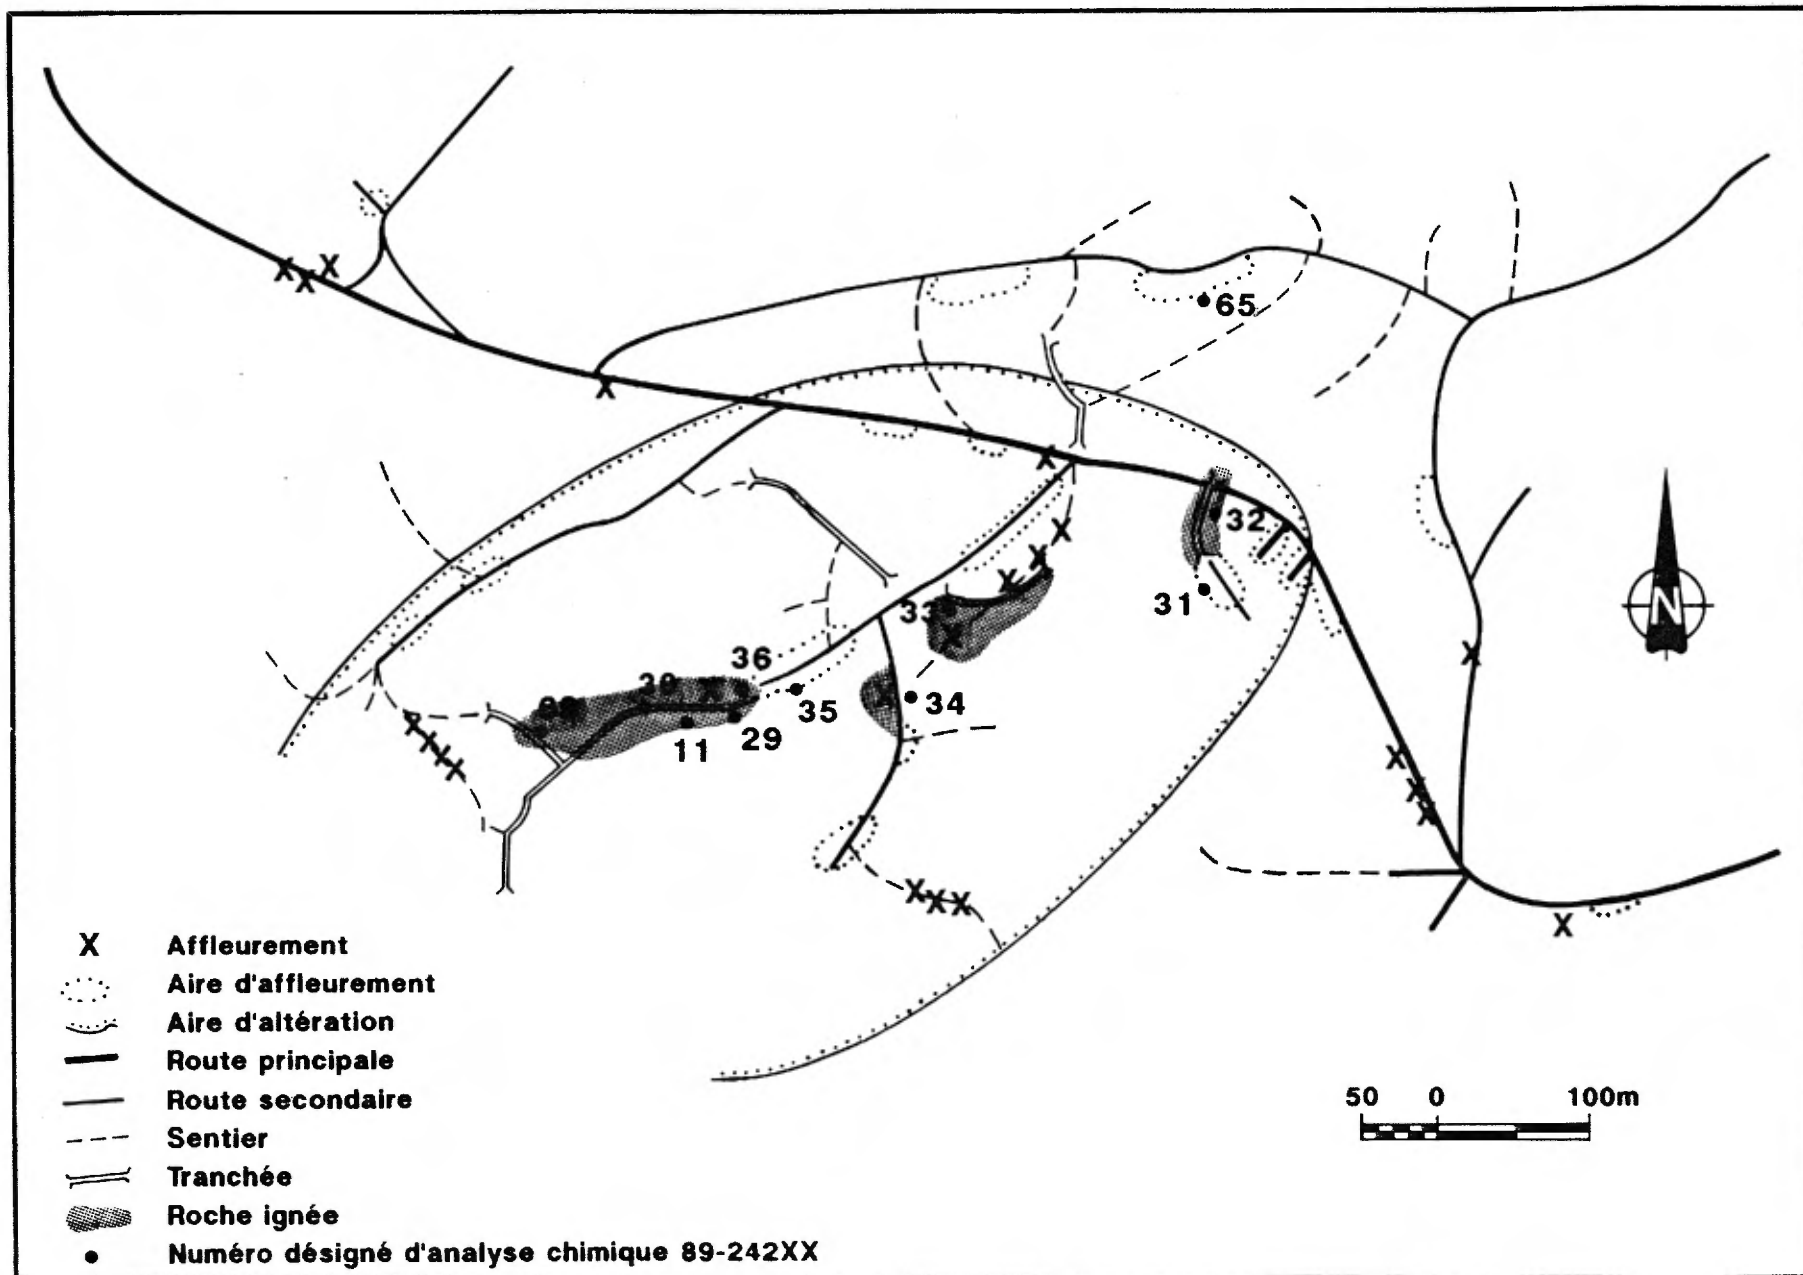 65
32
31
33
36
30
35
34
29
11
N
50 0 100m
X Affleurement
Aire d'affleurement
Aire d'altération
Route principale
Route secondaire
Sentier
Tranchée
Roche ignée
Numéro désigné d'analyse chimique 89-242XX